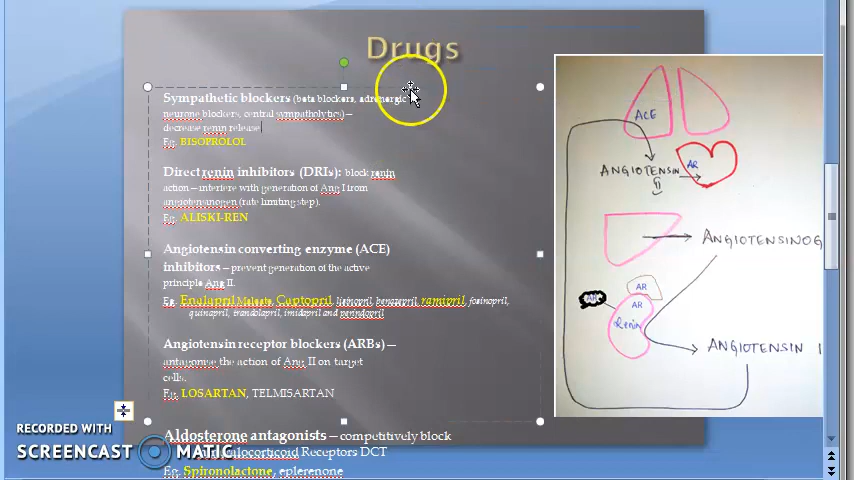 Drugs
Sympathetic blockers (beta blockers, adrenergic
neurone blockers, central sympatholytics) –
decrease renin release
Eg. BISOPROLOL
Direct renin inhibitors (DRIs): block renin
action – interfere with generation of Ang I from
angiotensinogen (rate limiting step).
Eg. ALISKI-REN
Angiotensin converting enzyme (ACE)
inhibitors – prevent generation of the active
principle Ang II.
Eg. Enalapril Maleate, Captopril, lisinopril, benazepril, ramipril, fosinopril,
quinapril, trandolapril, imidapril and perindopril
Angiotensin receptor blockers (ARBs) –
antagonise the action of Ang II on target
cells.
Eg. LOSARTAN, TELMISARTAN
Aldosterone antagonists – competitively block
Mineralocorticoid Receptors DCT
Eg. Spironolactone, eplerenone
ACE
ANGIOTENSIN
AR
ANGIOTENSINOG
AR
AR
Renin
ANGIOTENSIN I
RECORDED WITH
SCREENCAST MATIC